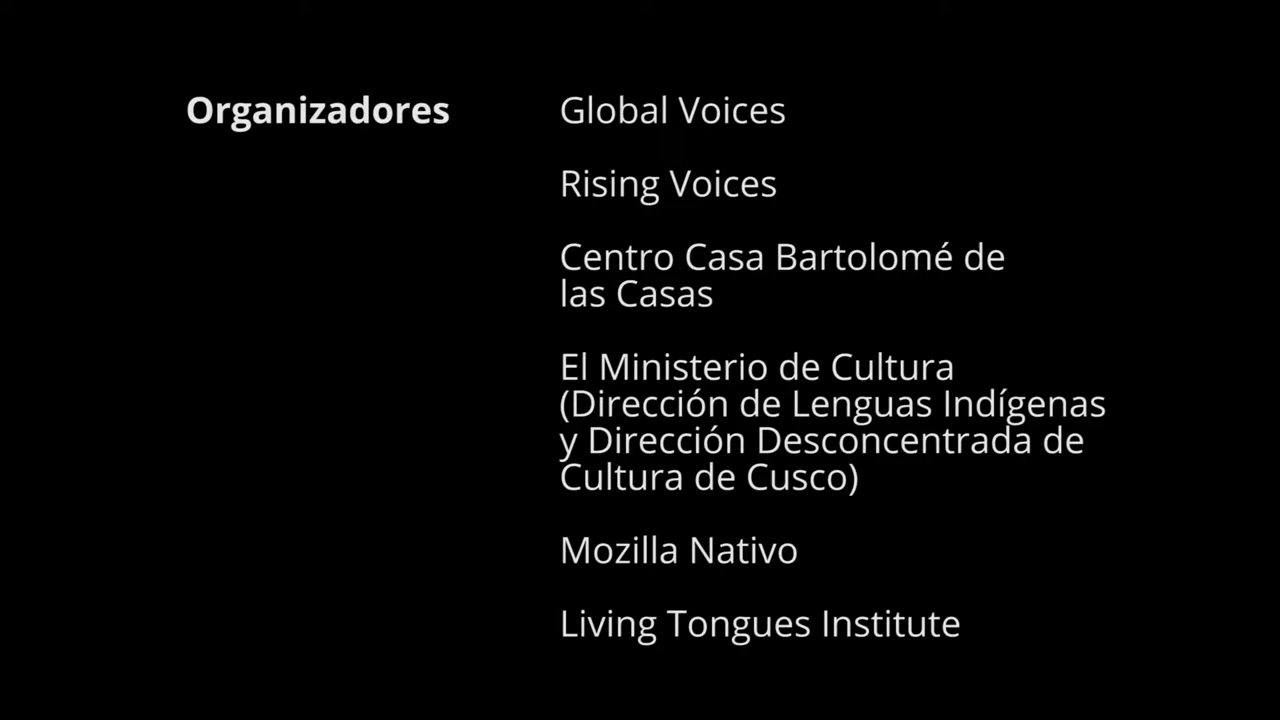 Organizadores
Global Voices
Rising Voices
Centro Casa Bartolomé de
las Casas
El Ministerio de Cultura
(Dirección de Lenguas Indígenas
y Dirección Desconcentrada de
Cultura de Cusco)
Mozilla Nativo
Living Tongues Institute